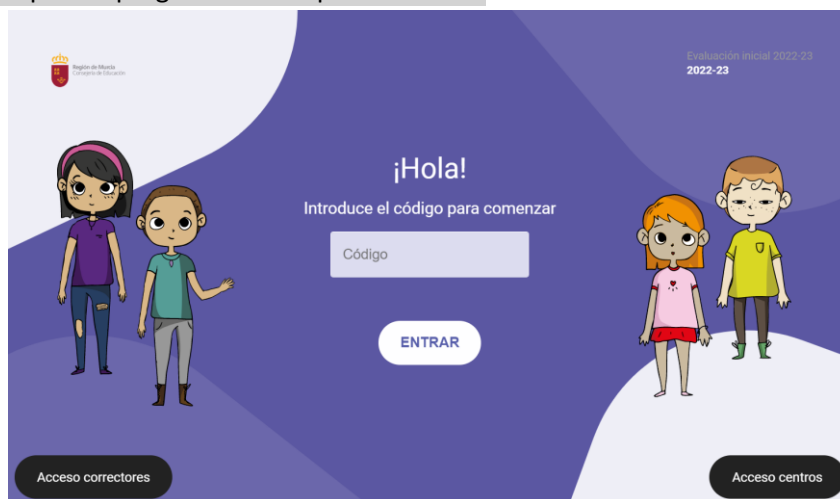 Región de Murcia
Consejería de Educación
Evaluación inicial 2022-23
2022-23
¡Hola!
Introduce el código para comenzar
Código
ENTRAR
Acceso correctores
Acceso centros